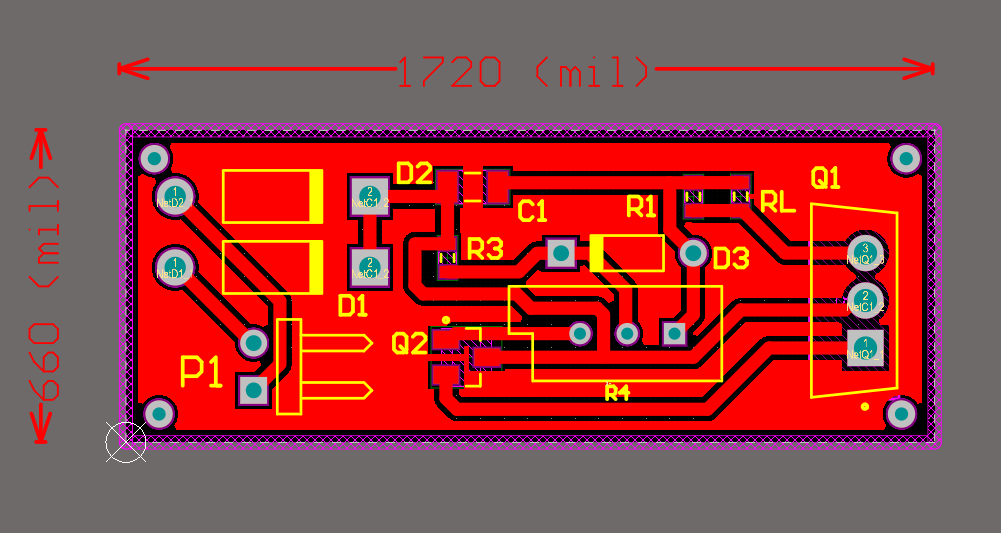 1720 (mil)
660 (mil)
D2
C1
R1
RL
Q1
1
NetD2_1
2
NetC1_2
R3
D3
3
NetQ1_3
1
NetD1_1
2
NetC1_2
D1
2
NetC1_2
Q2
1
NetQ1_
P1
R4